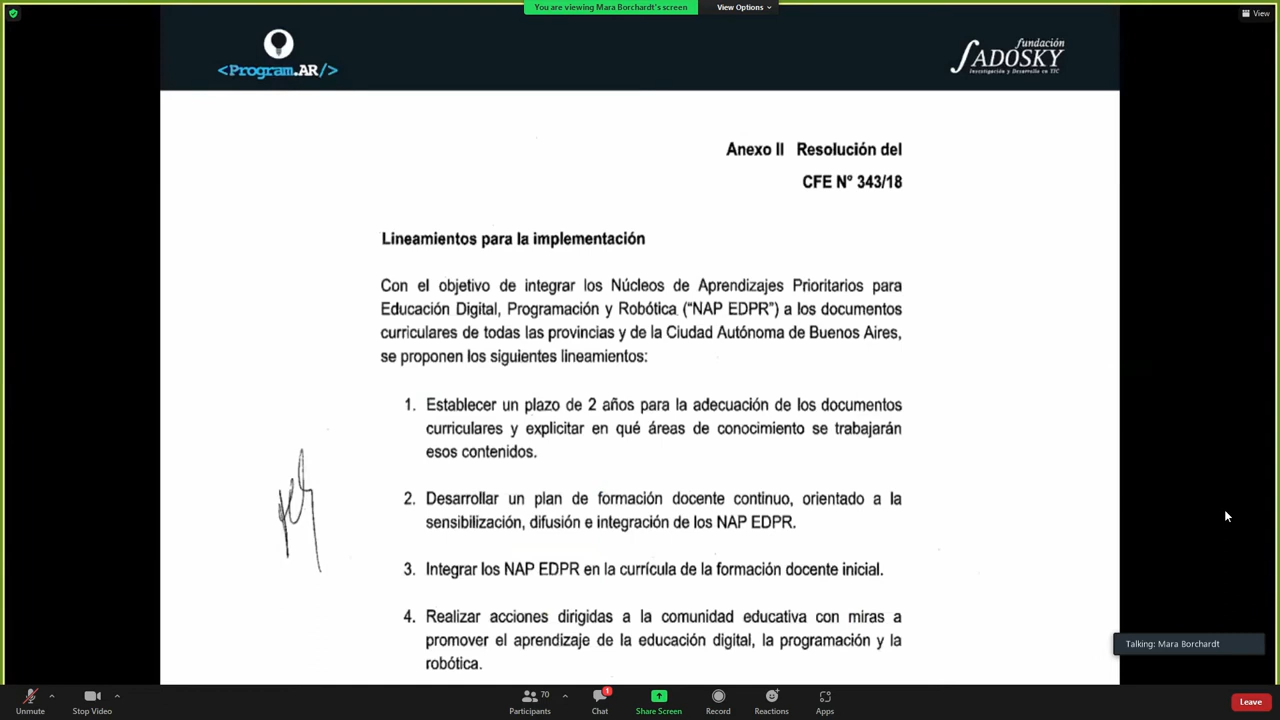 You are viewing Mara Borchardt's screen
View Options
View
<Program.AR/>
fundación
SADOSKY
Investigación y Desarrollo en TIC
Anexo II Resolución del
CFE N° 343/18
Lineamientos para la implementación
Con el objetivo de integrar los Núcleos de Aprendizajes Prioritarios para
Educación Digital, Programación y Robótica ("NAP EDPR") a los documentos
curriculares de todas las provincias y de la Ciudad Autónoma de Buenos Aires,
se proponen los siguientes lineamientos:
1. Establecer un plazo de 2 años para la adecuación de los documentos
curriculares y explicitar en qué áreas de conocimiento se trabajarán
esos contenidos.
2. Desarrollar un plan de formación docente continuo, orientado a la
sensibilización, difusión e integración de los NAP EDPR.
3. Integrar los NAP EDPR en la currícula de la formación docente inicial.
4. Realizar acciones dirigidas a la comunidad educativa con miras a
promover el aprendizaje de la educación digital, la programación y la
robótica.
Talking: Mara Borchardt
Unmute
Stop Video
70
Participants
1
Chat
Share Screen
Record
Reactions
Apps
Leave